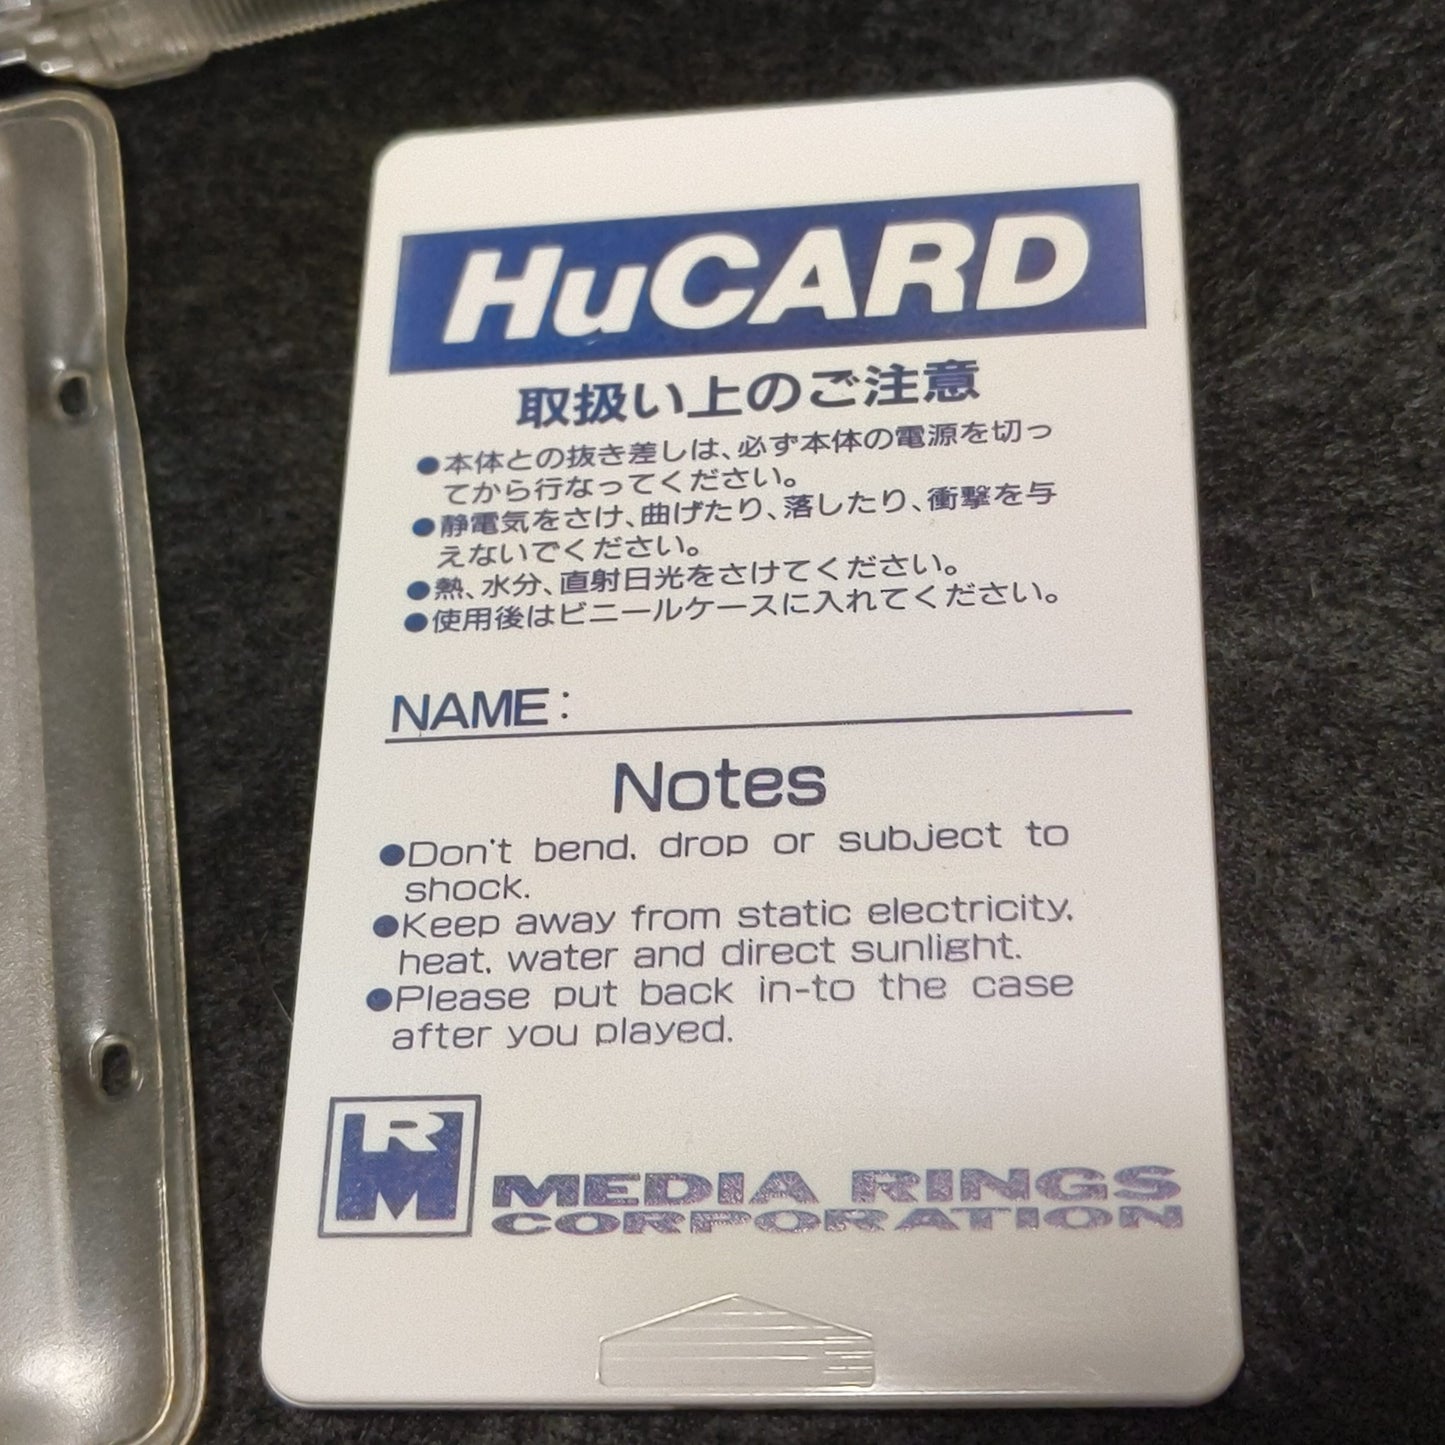 HuCARD
取扱い上のご注意
●本体との抜き差しは、必ず本体の電源を切っ
てから行なってください。
●静電気をさけ、曲げたり、落したり、衝撃を与
えないでください。
●熱、水分、直射日光をさけてください。
●使用後はビニールケースに入れてください。
NAME:
Notes
●Don't bend, drop or subject to
shock.
●Keep away from static electricity,
heat, water and direct sunlight.
●Please put back in-to the case
after you played.
RM
MEDIA RINGS
CORPORATION